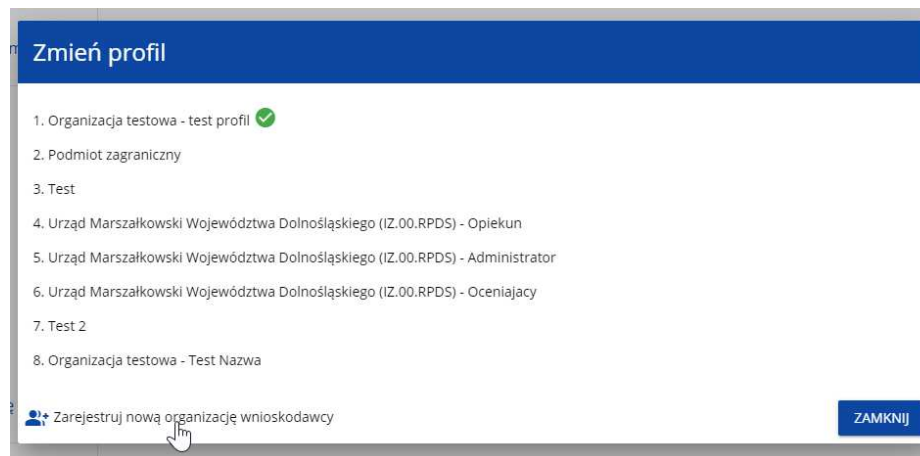 Zmień profil
1. Organizacja testowa - test profil
2. Podmiot zagraniczny
3. Test
4. Urząd Marszałkowski Województwa Dolnośląskiego (IZ.00.RPDS) - Opiekun
5. Urząd Marszałkowski Województwa Dolnośląskiego (IZ.00.RPDS) - Administrator
6. Urząd Marszałkowski Województwa Dolnośląskiego (IZ.00.RPDS) - Oceniajacy
7. Test 2
8. Organizacja testowa - Test Nazwa
Zarejestruj nową organizację wnioskodawcy
ZAMKNIJ